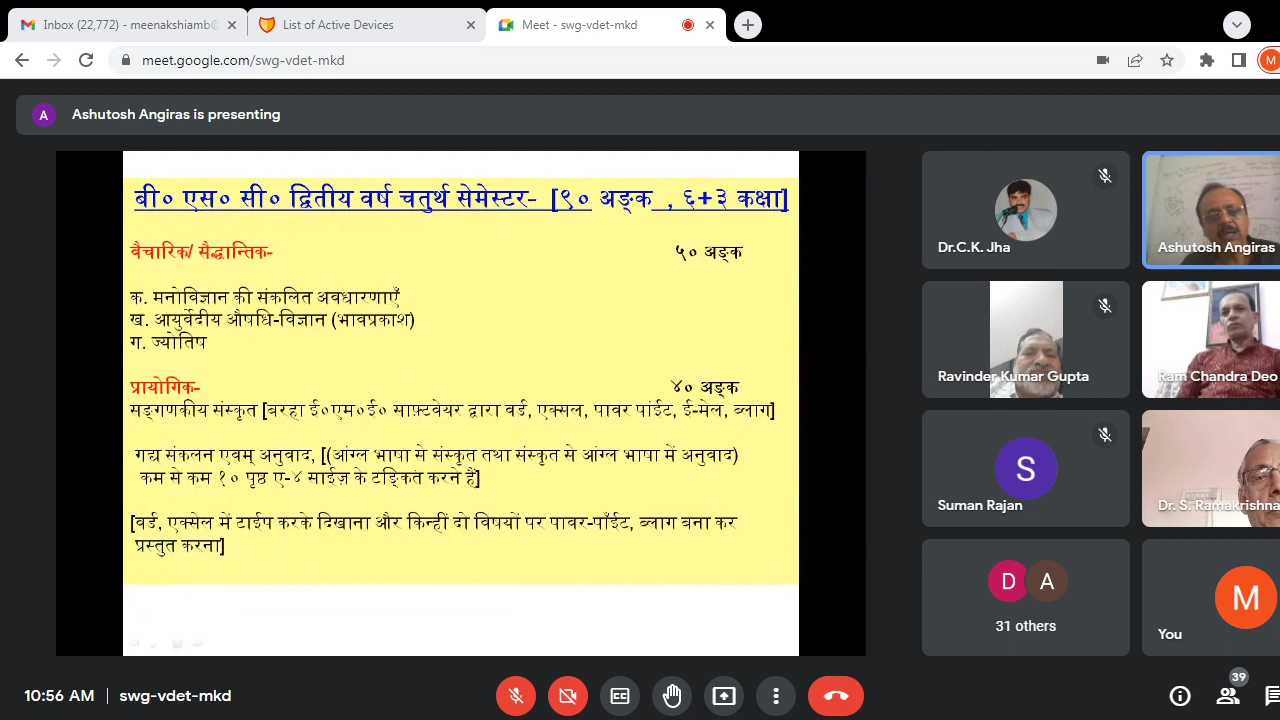 Inbox (22,772) - meenakshiamb@
List of Active Devices
Meet - swg-vdet-mkd
meet.google.com/swg-vdet-mkd
M
A
Ashutosh Angiras is presenting
बी० एस० सी० द्वितीय वर्ष चतुर्थ सेमेस्टर- [९० अङ्क , ६+३ कक्षा]
वैचारिक/ सैद्धान्तिक- ५० अङ्क
क. मनोविज्ञान की संकलित अवधारणाएँ
ख. आयुर्वेदीय औषधि-विज्ञान (भावप्रकाश)
ग. ज्योतिष
प्रायोगिक- ४० अङ्क
सङ्गणकीय संस्कृत [बरहा ई०एम०ई० साफ़्टवेयर द्वारा वर्ड, एक्सल, पावर पांईट, ई-मेल, ब्लाग]
गद्य संकलन एवम् अनुवाद, [(आंग्ल भाषा से संस्कृत तथा संस्कृत से आंग्ल भाषा में अनुवाद)
कम से कम १० पृष्ठ ए-४ साईज़ के टङ्कित करने हैं]
[वर्ड, एक्सेल में टाईप करके दिखाना और किन्हीं दो विषयों पर पावर-पाँईट, ब्लाग बना कर
प्रस्तुत करना]
Dr.C.K. Jha
Ashutosh Angiras
Ravinder Kumar Gupta
Ram Chandra Deo
S
Suman Rajan
Dr. S. Ramakrishna
D A
31 others
M
You
10:56 AM | swg-vdet-mkd
39